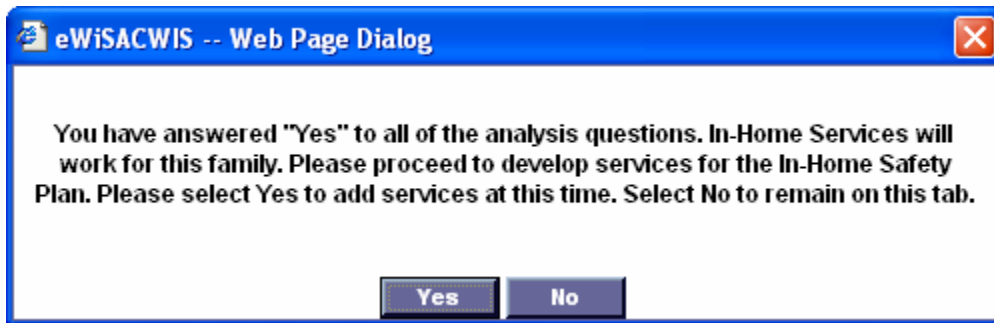 eWiSACWIS -- Web Page Dialog
You have answered "Yes" to all of the analysis questions. In-Home Services will
work for this family. Please proceed to develop services for the In-Home Safety
Plan. Please select Yes to add services at this time. Select No to remain on this tab.
Yes No